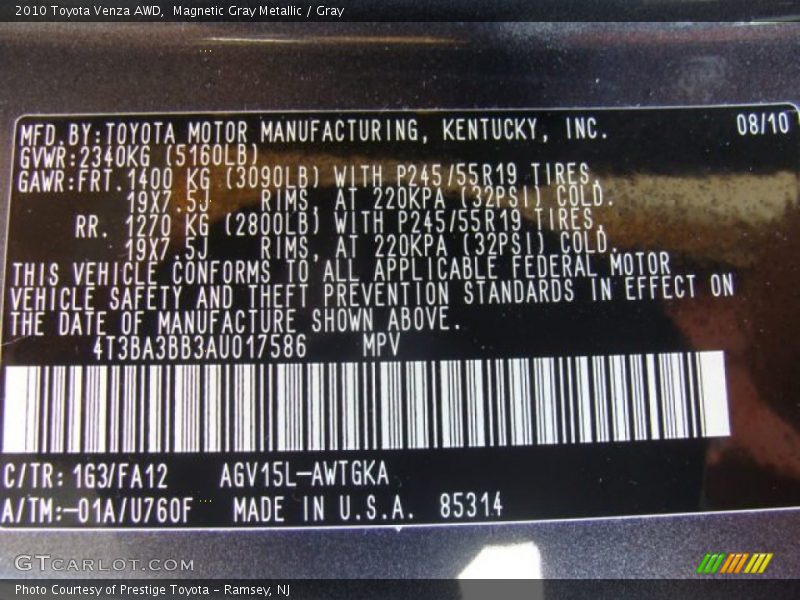 2010 Toyota Venza AWD,  Magnetic Gray Metallic / Gray
MFD.BY:TOYOTA MOTOR MANUFACTURING, KENTUCKY, INC. 08/10
GVWR:2340KG (5160LB)
GAWR:FRT.1400 KG (3090LB) WITH P245/55R19 TIRES,
19X7.5J RIMS, AT 220KPA (32PSI) COLD.
RR. 1270 KG (2800LB) WITH P245/55R19 TIRES,
19X7.5J RIMS, AT 220KPA (32PSI) COLD.
THIS VEHICLE CONFORMS TO ALL APPLICABLE FEDERAL MOTOR
VEHICLE SAFETY AND THEFT PREVENTION STANDARDS IN EFFECT ON
THE DATE OF MANUFACTURE SHOWN ABOVE.
4T3BA3BB3AU017586 MPV
C/TR: 1G3/FA12 AGV15L-AWTGKA
A/TM:-01A/U760F MADE IN U.S.A. 85314
GTCARLOT.COM
Photo Courtesy of Prestige Toyota - Ramsey, NJ